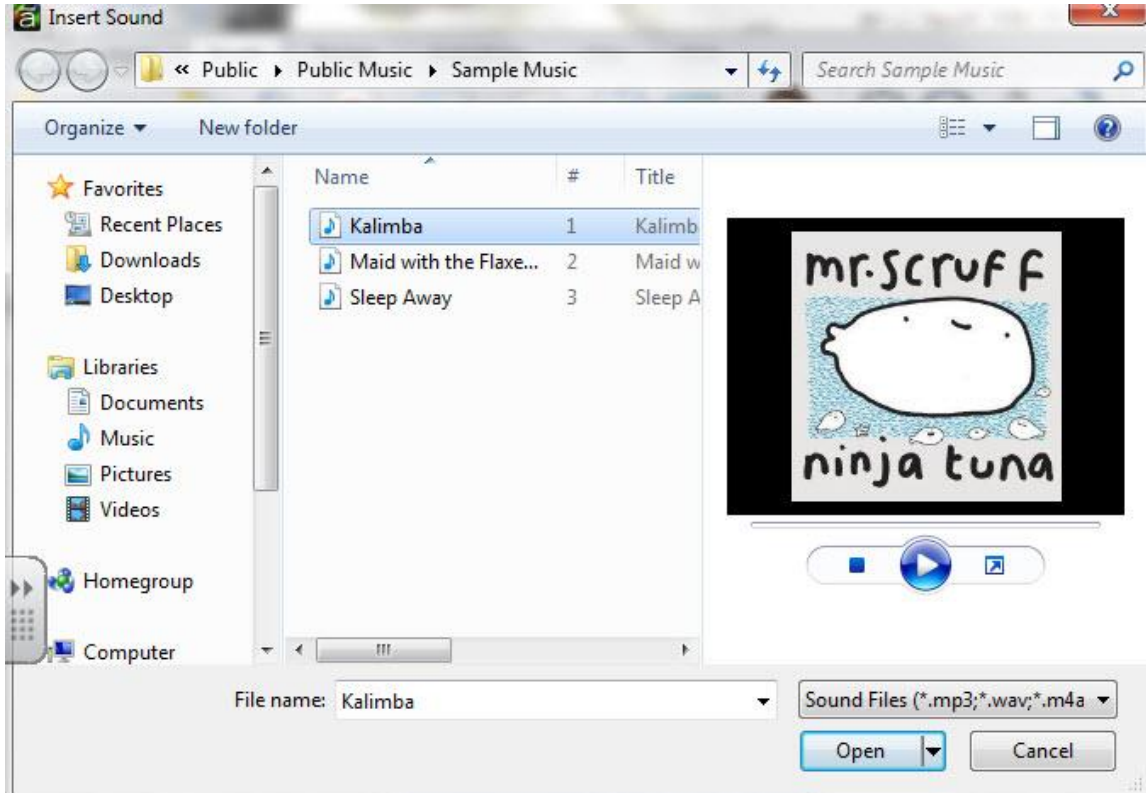 Insert Sound
« Public ▸ Public Music ▸ Sample Music
Search Sample Music
Organize ▾ New folder
Favorites
Recent Places
Downloads
Desktop
Libraries
Documents
Music
Pictures
Videos
Homegroup
Computer
Name # Title
Kalimba 1 Kalimb
Maid with the Flaxe... 2 Maid w
Sleep Away 3 Sleep A
mr.scruff
ninja tuna
File name: Kalimba
Sound Files (*.mp3;*.wav;*.m4a
Open
Cancel